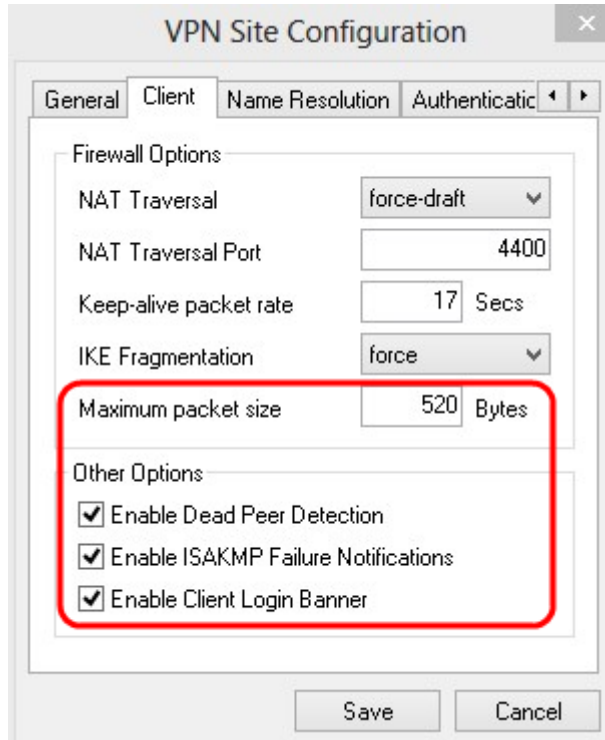 VPN Site Configuration
General Client Name Resolution Authenticatic
Firewall Options
NAT Traversal force-draft
NAT Traversal Port 4400
Keep-alive packet rate 17 Secs
IKE Fragmentation force
Maximum packet size 520 Bytes
Other Options
Enable Dead Peer Detection
Enable ISAKMP Failure Notifications
Enable Client Login Banner
Save Cancel